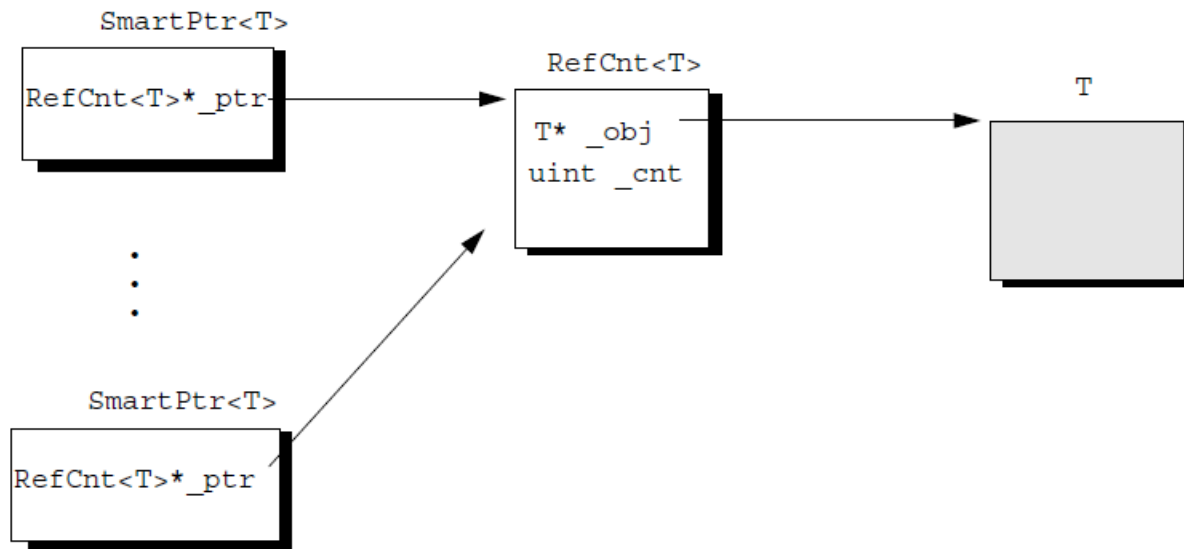 SmartPtr<T>
RefCnt<T>*_ptr
RefCnt<T>
T* _obj
uint _cnt
T
SmartPtr<T>
RefCnt<T>*_ptr